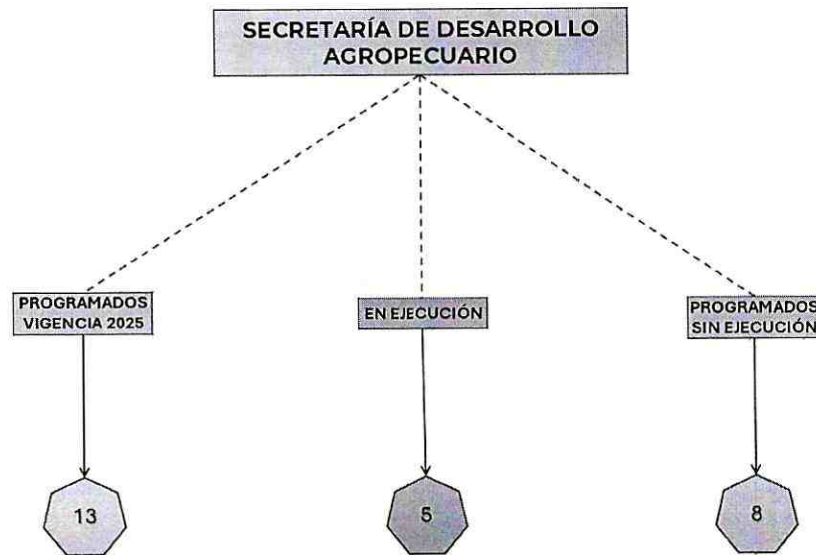 SECRETARÍA DE DESARROLLO
AGROPECUARIO
PROGRAMADOS
VIGENCIA 2025
EN EJECUCIÓN
PROGRAMADOS
SIN EJECUCIÓN
13
5
8